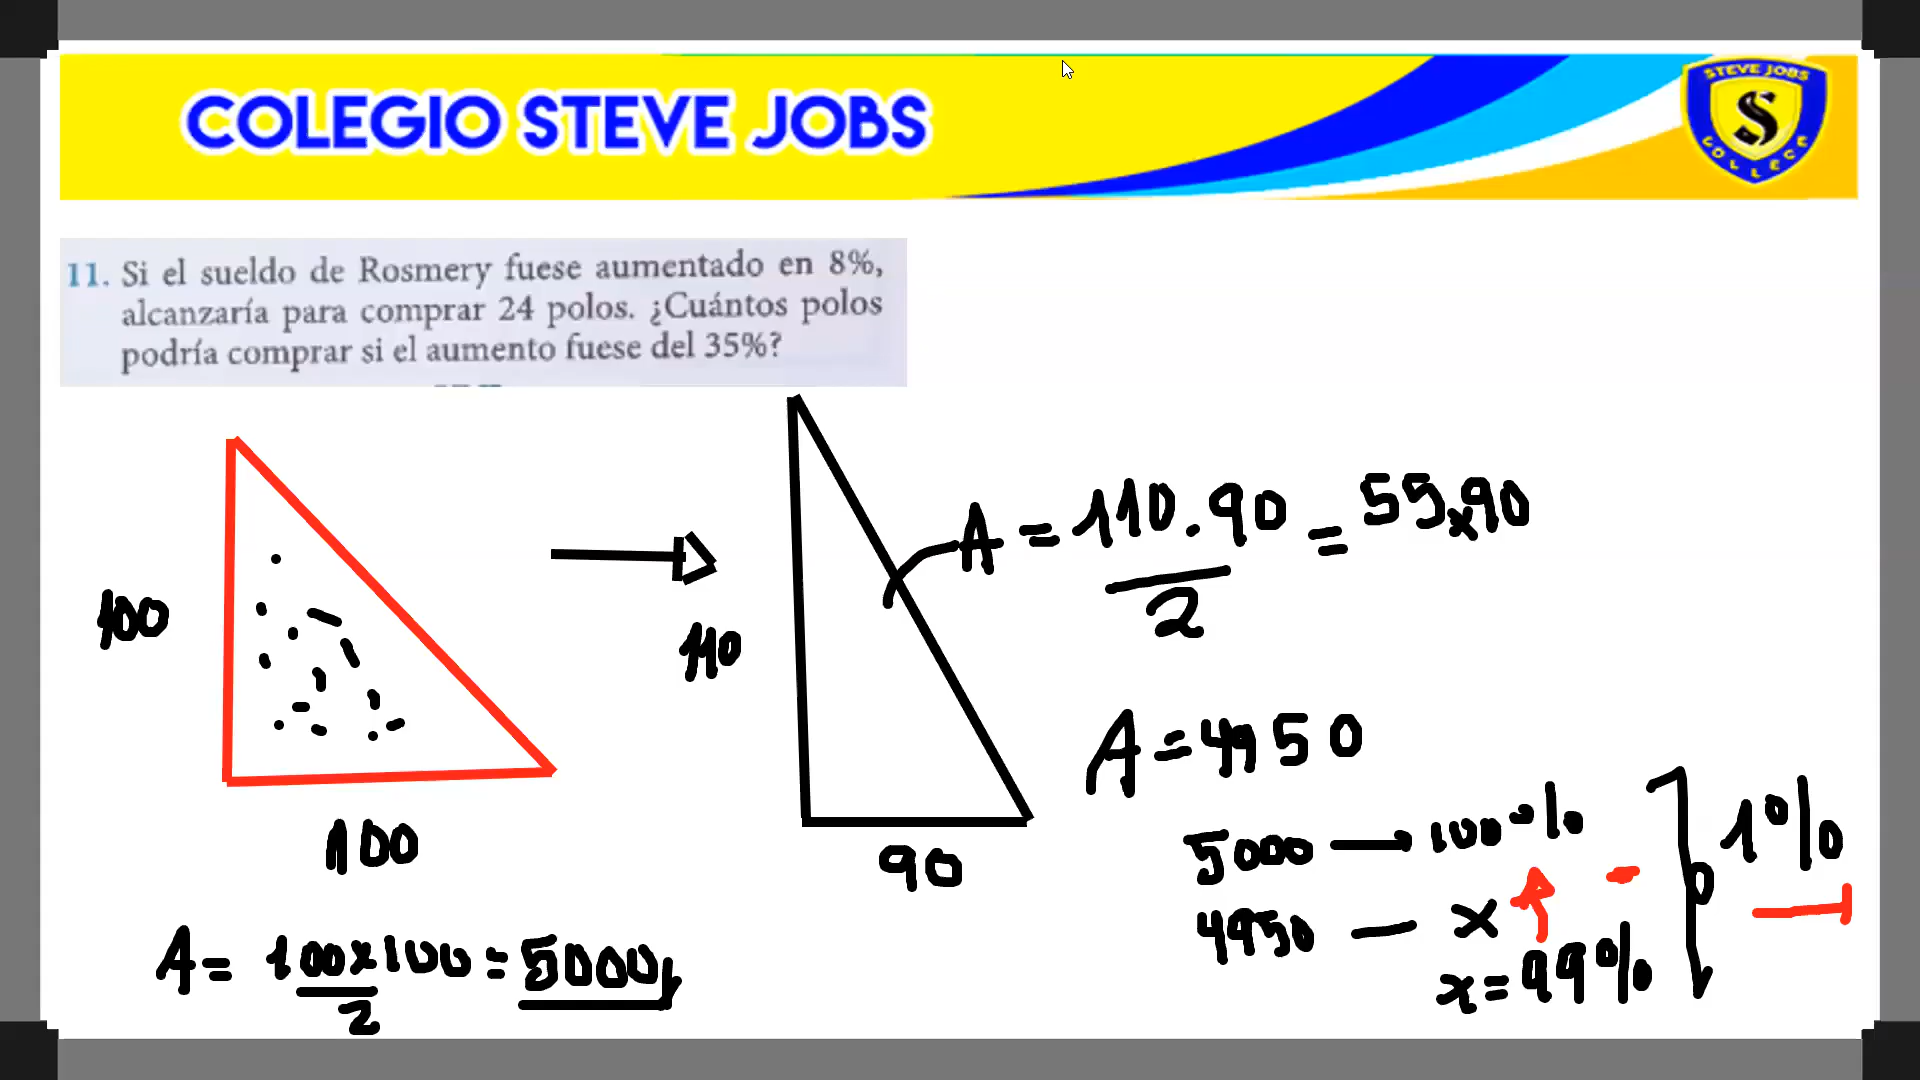 COLEGIO STEVE JOBS
STEVE JOBS
S
COLLEGE
11. Si el sueldo de Rosmery fuese aumentado en 8%,
alcanzaría para comprar 24 polos. ¿Cuántos polos
podría comprar si el aumento fuese del 35%?
100
100
A = 100x100 = 5000
2
110
90
A = 110.90 = 55x90
2
A = 4950
5000 — 100%
4950 — x
x = 99%
1%